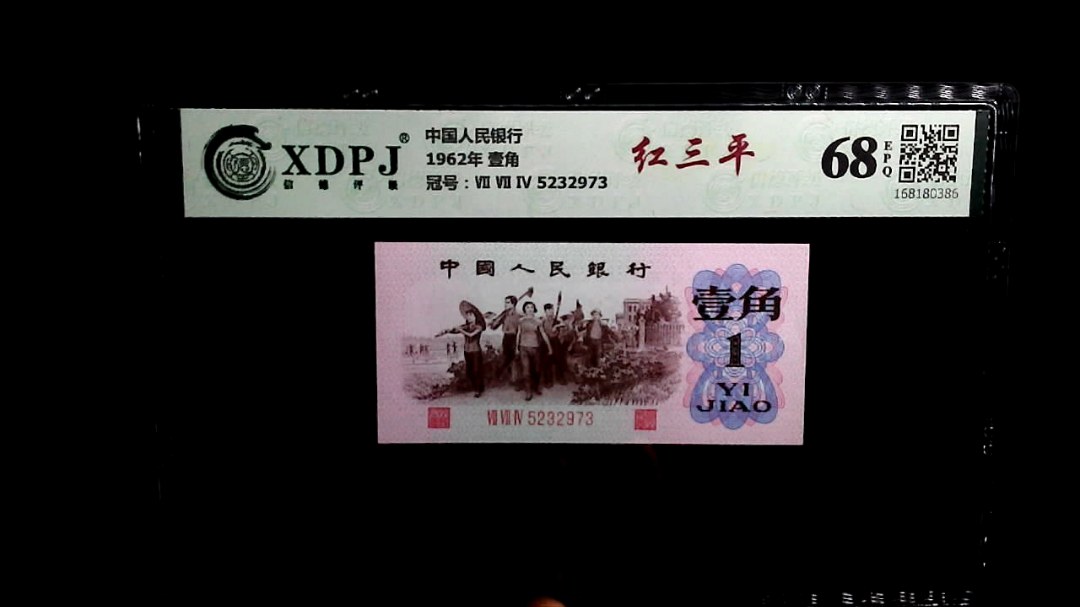 XDPJ®
信德评级
中国人民银行
1962年 壹角
冠号：Ⅶ Ⅶ Ⅳ 5232973
红三平
68
EPQ
168180386
中國人民銀行
壹角
1
YI
JIAO
Ⅶ Ⅶ Ⅳ 5232973